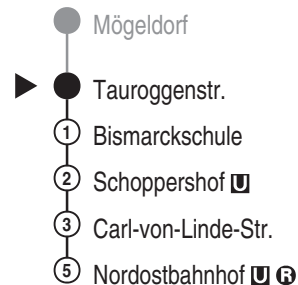 Mögeldorf
Tauroggenstr.
1 Bismarckschule
2 Schoppershof U
3 Carl-von-Linde-Str.
5 Nordostbahnhof U R